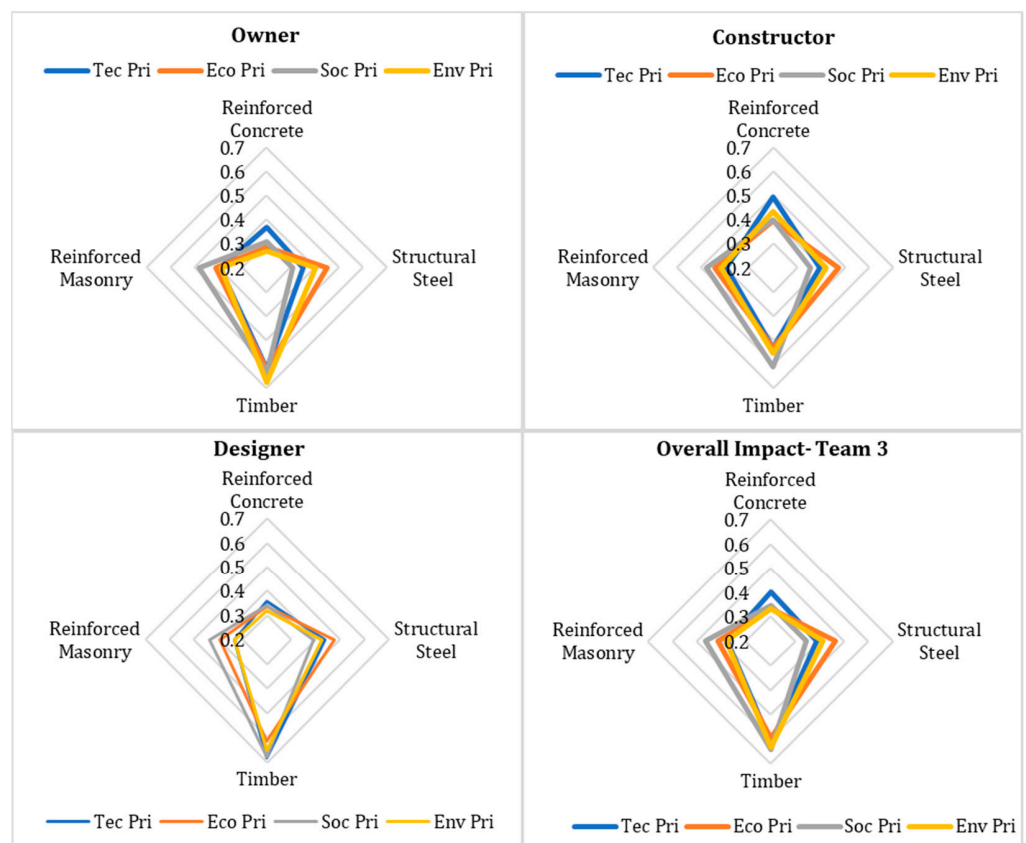 Owner
Tec Pri Eco Pri Soc Pri Env Pri
Reinforced
Concrete
0.7
0.6
0.5
0.4
0.3
0.2
Reinforced
Masonry
Structural
Steel
Timber
Constructor
Tec Pri Eco Pri Soc Pri Env Pri
Reinforced
Concrete
0.7
0.6
0.5
0.4
0.3
0.2
Reinforced
Masonry
Structural
Steel
Timber
Designer
Reinforced
Concrete
0.7
0.6
0.5
0.4
0.3
0.2
Reinforced
Masonry
Structural
Steel
Timber
Tec Pri Eco Pri Soc Pri Env Pri
Overall Impact- Team 3
Reinforced
Concrete
0.7
0.6
0.5
0.4
0.3
0.2
Reinforced
Masonry
Structural
Steel
Timber
Tec Pri Eco Pri Soc Pri Env Pri